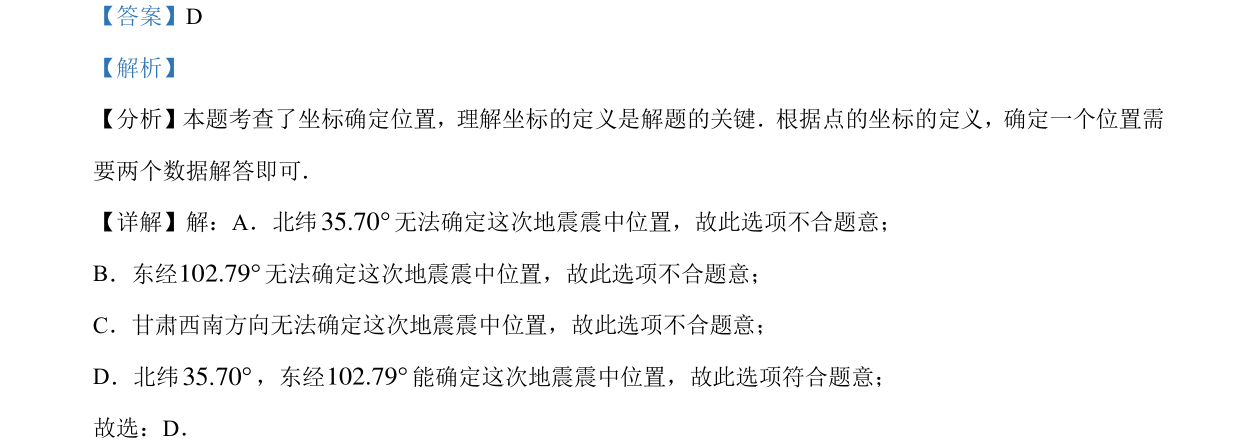 【答案】D
【解析】
【分析】本题考查了坐标确定位置，理解坐标的定义是解题的关键．根据点的坐标的定义，确定一个位置需
要两个数据解答即可．
【详解】解：A．北纬35.70°无法确定这次地震震中位置，故此选项不合题意；
B．东经102.79°无法确定这次地震震中位置，故此选项不合题意；
C．甘肃西南方向无法确定这次地震震中位置，故此选项不合题意；
D．北纬35.70°，东经102.79°能确定这次地震震中位置，故此选项符合题意；
故选：D．